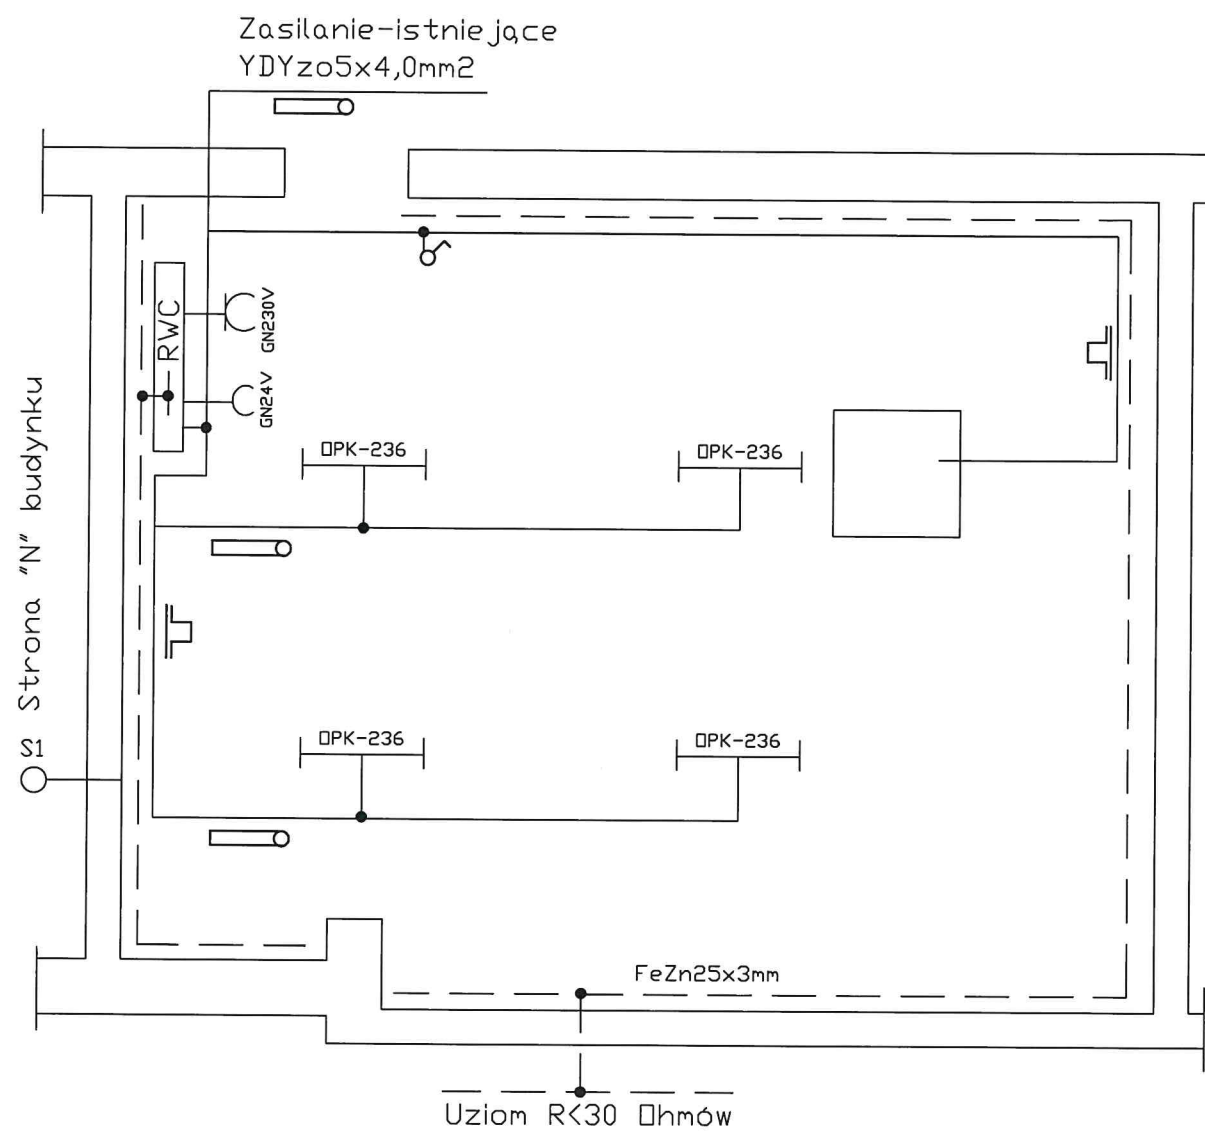 Zasilanie-istniejące
YDYżo5x4,0mm2
RWC
GN230V
GN24V
OPK-236
OPK-236
Strona "N" budynku
OPK-236
OPK-236
S1
FeZn25x3mm
Uziom R<30 Ohmów